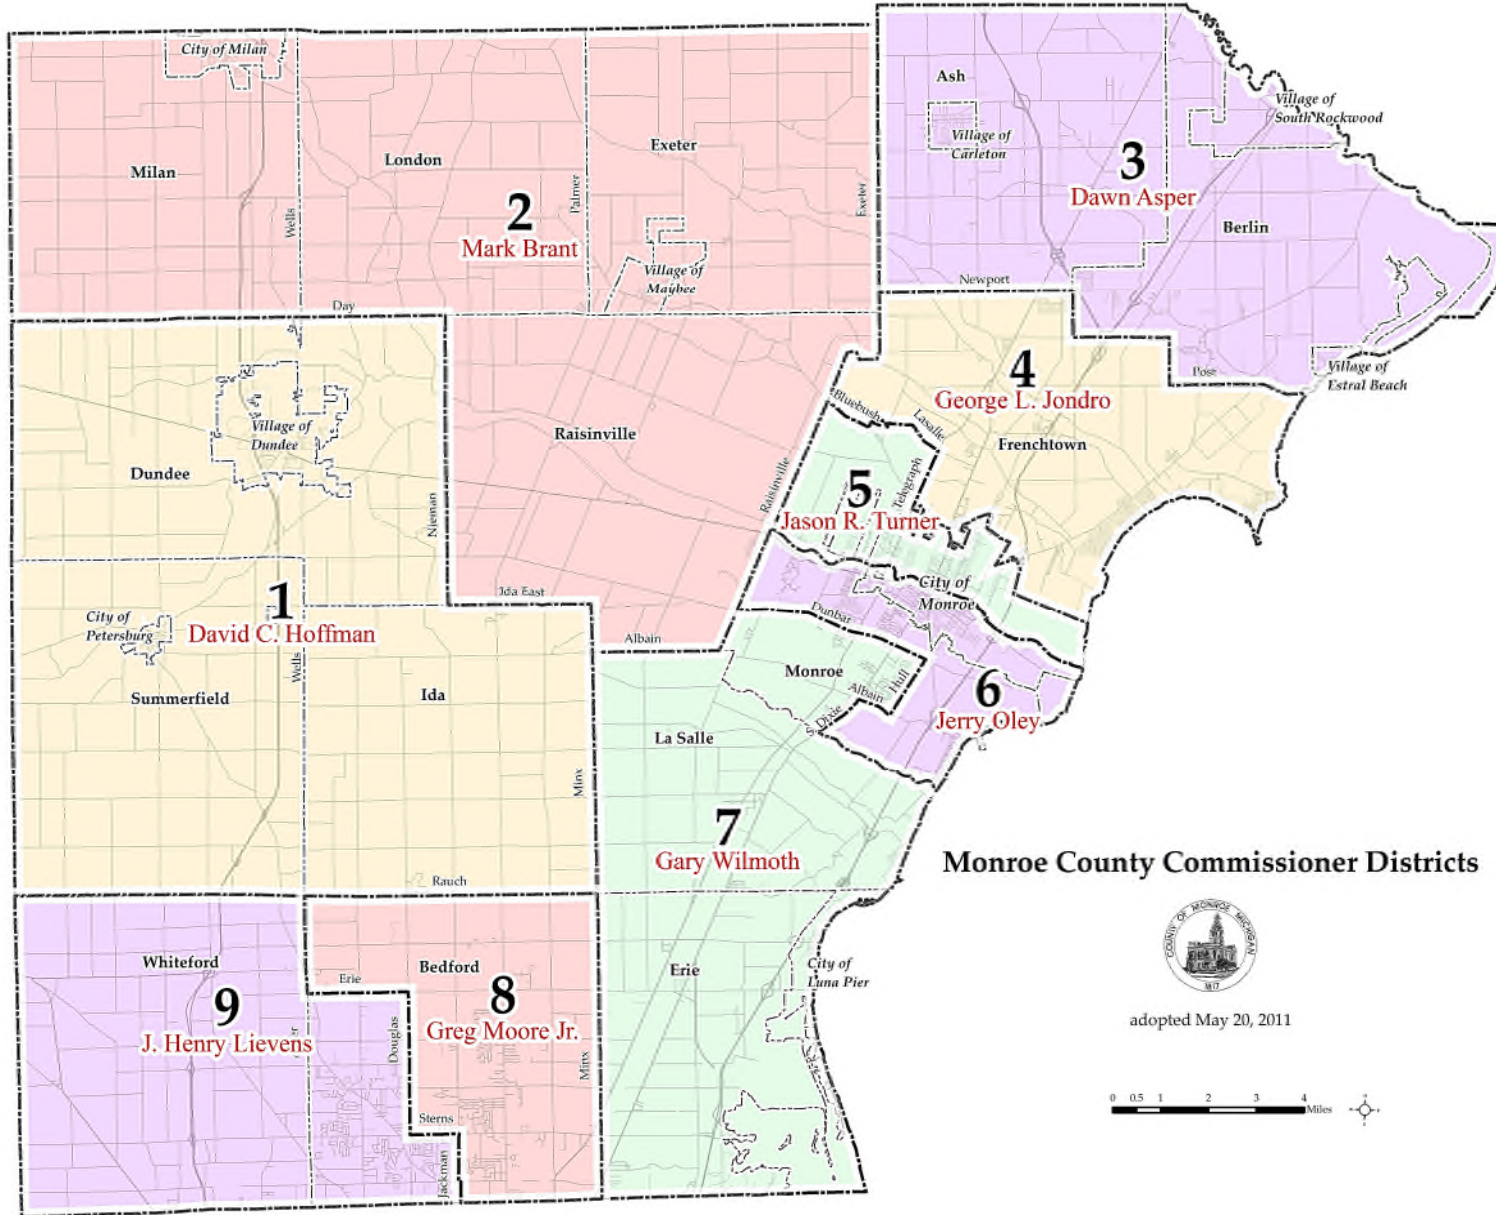 City of Milan
Milan
London
Exeter
Wells
Palmer
Exeter
2
Mark Brant
Village of
Maybee
Day
Ash
Village of
Carleton
Village of
South Rockwood
3
Dawn Asper
Berlin
Newport
Post
Village of
Estral Beach
4
George L. Jondro
Frenchtown
Bluebush
Lasalle
Telegraph
5
Jason R. Turner
Raisinville
Raisinville
Village of
Dundee
Dundee
Nieman
Ida East
Albain
1
David C. Hoffman
City of
Petersburg
Summerfield
Wells
Ida
Minx
Rauch
City of
Monroe
Dunbar
Monroe
Albain
Hull
S. Dixie
6
Jerry Oley
La Salle
7
Gary Wilmoth
Erie
City of
Luna Pier
Whiteford
9
J. Henry Lievens
Erie
Douglas
Bedford
8
Greg Moore Jr.
Minx
Sterns
Jackman
Monroe County Commissioner Districts
COUNTY OF MONROE MICHIGAN
1817
adopted May 20, 2011
0 0.5 1 2 3 4
Miles